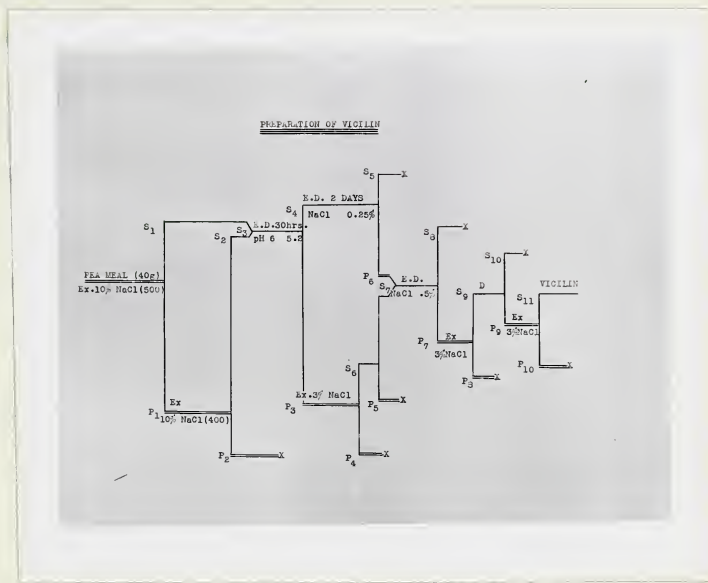 PREPARATION OF VICILIN
S5 X
E.D. 2 DAYS
S4
NaCl 0.25%
S1
S3 E.D.30hrs.
S2 pH 6 5.2
S8 X
S10 X
PEA MEAL (40g)
Ex.10% NaCl(500)
P6 E.D.
S7 NaCl .5%
S9 D
S11 VICILIN
P9 Ex
3%NaCl
P7 Ex
3%NaCl
S6
P10 X
P3 X
Ex
P1 10% NaCl(400)
Ex.3% NaCl
P3
P5 X
P2 X
P4 X